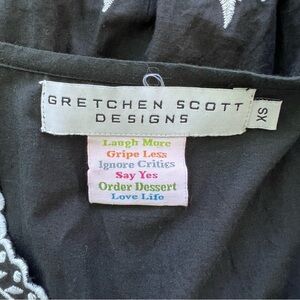 GRETCHEN SCOTT
DESIGNS
XS
Laugh More
Gripe Less
Ignore Critics
Say Yes
Order Dessert
Love Life